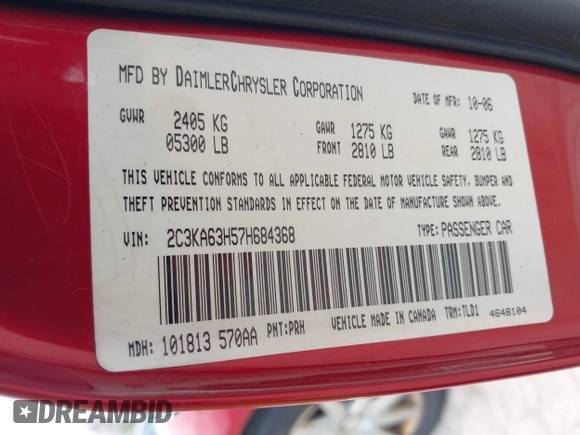 MFD BY DAIMLERCHRYSLER CORPORATION
DATE OF MFR: 10-06
GVWR 2405 KG
05300 LB
GAWR 1275 KG
FRONT 2810 LB
GAWR 1275 KG
REAR 2810 LB
THIS VEHICLE CONFORMS TO ALL APPLICABLE FEDERAL MOTOR VEHICLE SAFETY, BUMPER AND
THEFT PREVENTION STANDARDS IN EFFECT ON THE DATE OF MANUFACTURE SHOWN ABOVE.
VIN: 2C3KA63H57H684368 TYPE: PASSENGER CAR
MDH: 101813 570AA PNT:PRH VEHICLE MADE IN CANADA TRM:TLD1 4648104
DREAMBID